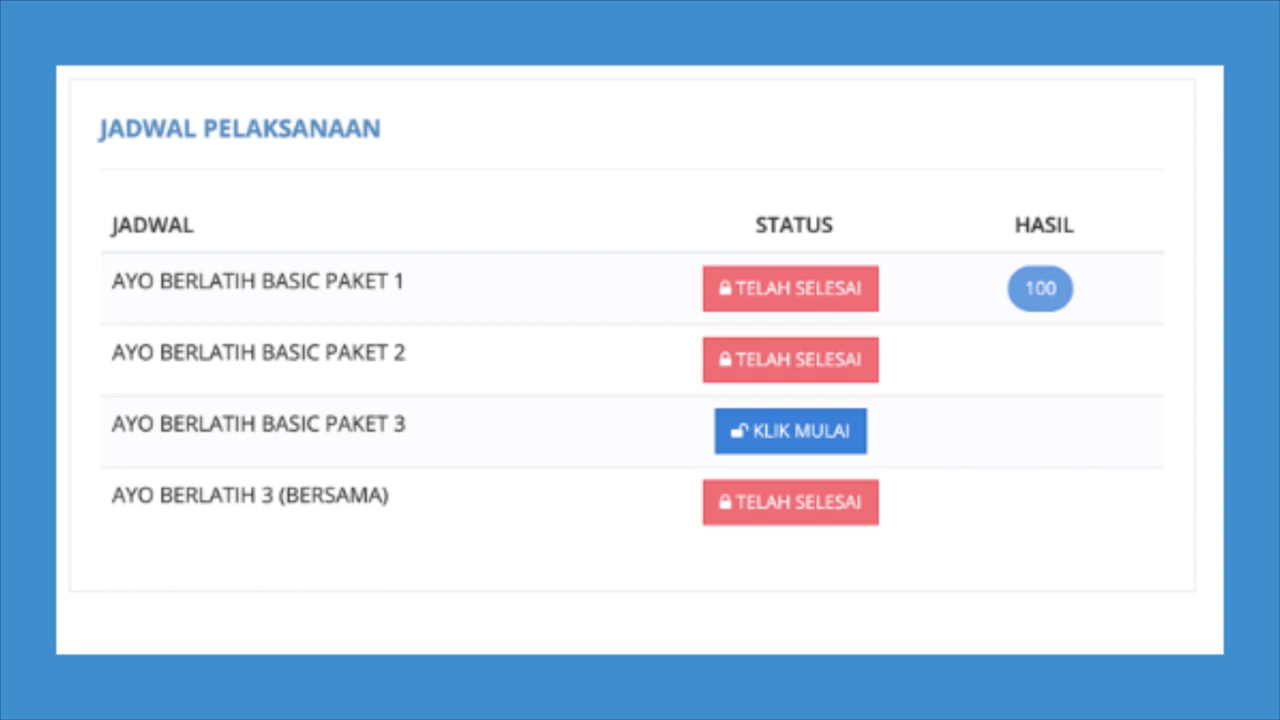 JADWAL PELAKSANAAN
JADWAL STATUS HASIL
AYO BERLATIH BASIC PAKET 1 TELAH SELESAI 100
AYO BERLATIH BASIC PAKET 2 TELAH SELESAI
AYO BERLATIH BASIC PAKET 3 KLIK MULAI
AYO BERLATIH 3 (BERSAMA) TELAH SELESAI